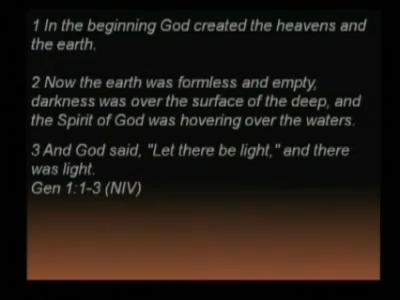 1 In the beginning God created the heavens and
the earth.
2 Now the earth was formless and empty,
darkness was over the surface of the deep, and
the Spirit of God was hovering over the waters.
3 And God said, "Let there be light," and there
was light.
Gen 1:1-3 (NIV)